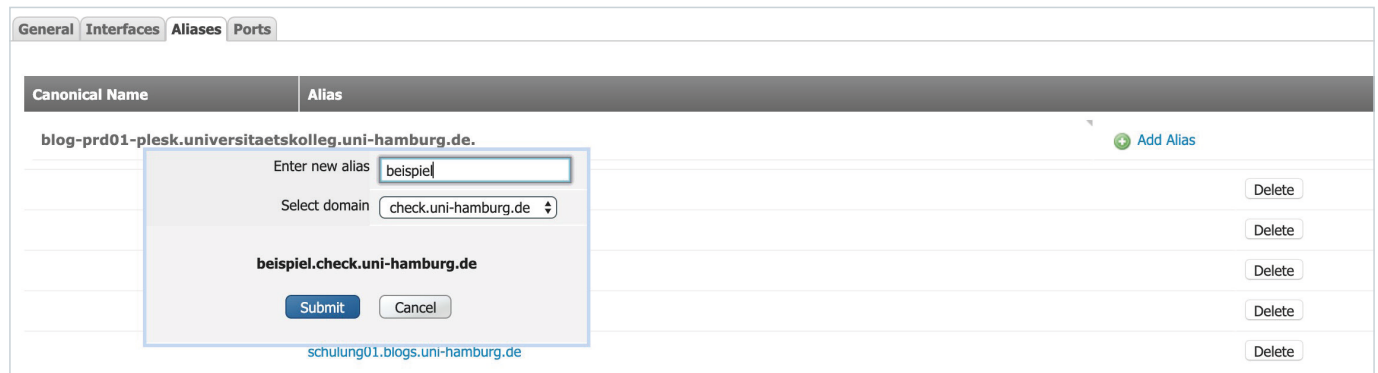 General Interfaces Aliases Ports
Canonical Name Alias
blog-prd01-plesk.universitaetskolleg.uni-hamburg.de. Add Alias
Enter new alias beispiel
Delete
Select domain check.uni-hamburg.de
Delete
beispiel.check.uni-hamburg.de
Delete
Submit Cancel
Delete
schulung01.blogs.uni-hamburg.de Delete